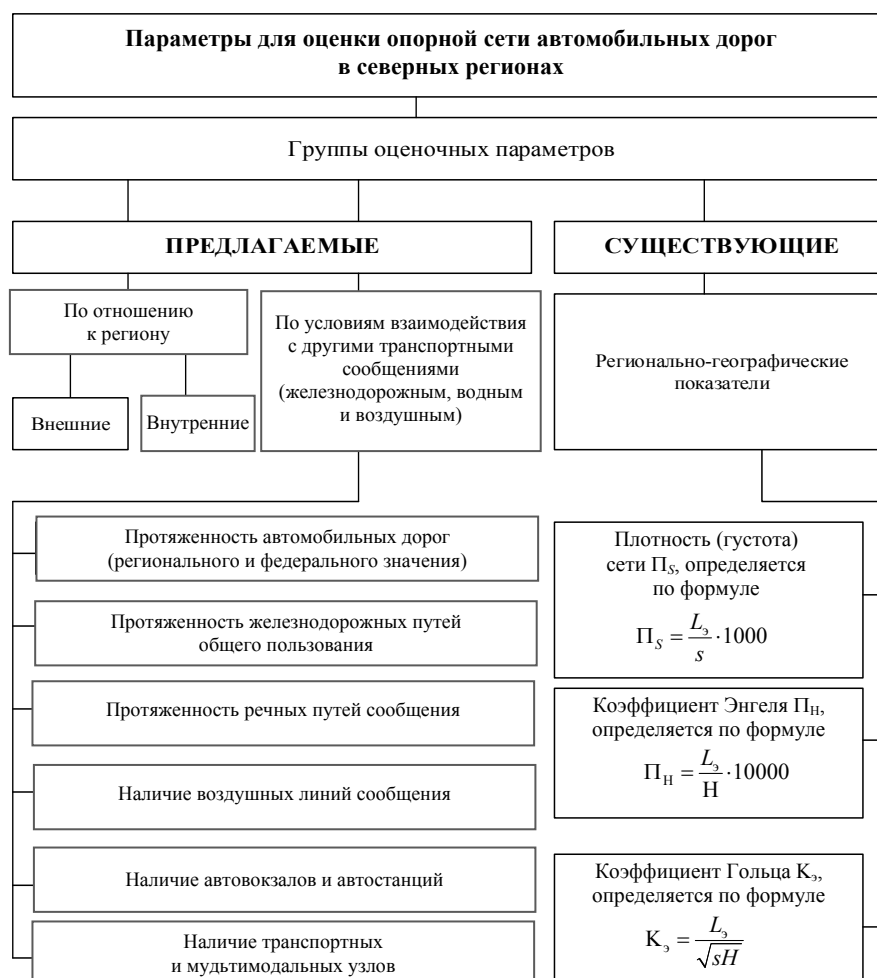 Параметры для оценки опорной сети автомобильных дорог
в северных регионах
Группы оценочных параметров
ПРЕДЛАГАЕМЫЕ
СУЩЕСТВУЮЩИЕ
По отношению
к региону
По условиям взаимодействия
с другими транспортными
сообщениями
(железнодорожным, водным
и воздушным)
Регионально-географические
показатели
Внешние
Внутренние
Протяженность автомобильных дорог
(регионального и федерального значения)
Протяженность железнодорожных путей
общего пользования
Протяженность речных путей сообщения
Наличие воздушных линий сообщения
Наличие автовокзалов и автостанций
Наличие транспортных
и мудьтимодальных узлов
Плотность (густота)
сети П_S, определяется
по формуле
П_S = L_э / s · 1000
Коэффициент Энгеля П_Н,
определяется по формуле
П_Н = L_э / Н · 10000
Коэффициент Гольца К_э,
определяется по формуле
К_э = L_э / √sH